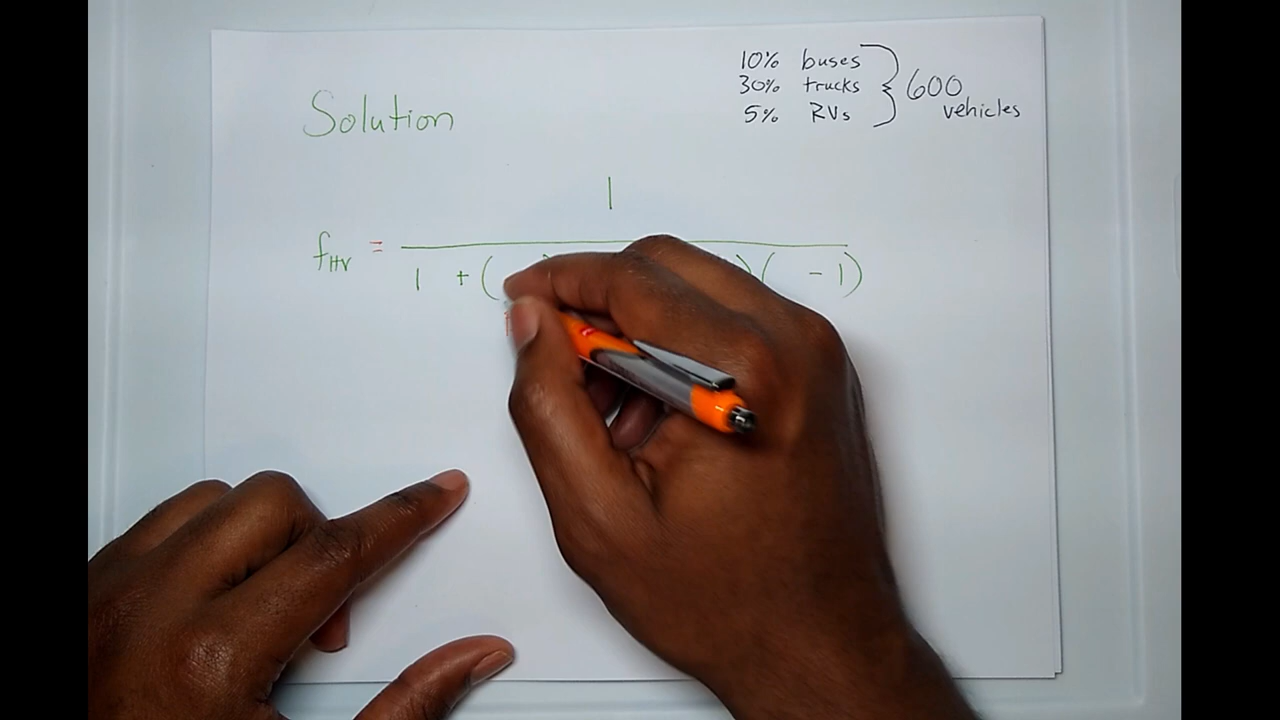 10% buses
30% trucks
5% RVs
} 600 vehicles
Solution
1
fHV =
1 + ( ) )( - 1)